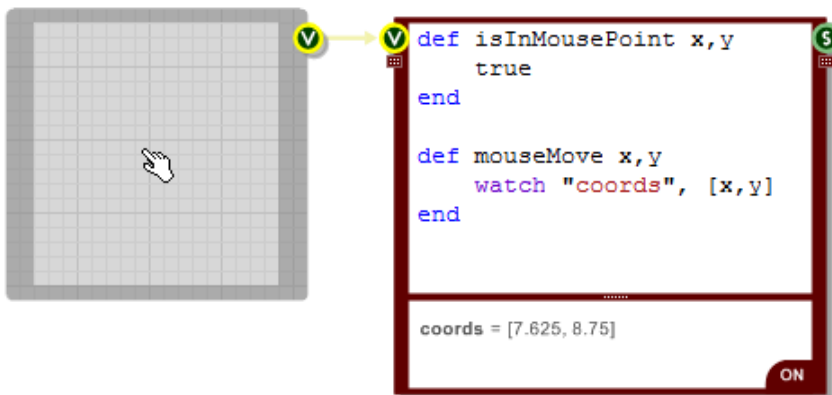 V
V
S
def isInMousePoint x,y
true
end
def mouseMove x,y
watch "coords", [x,y]
end
coords = [7.625, 8.75]
ON